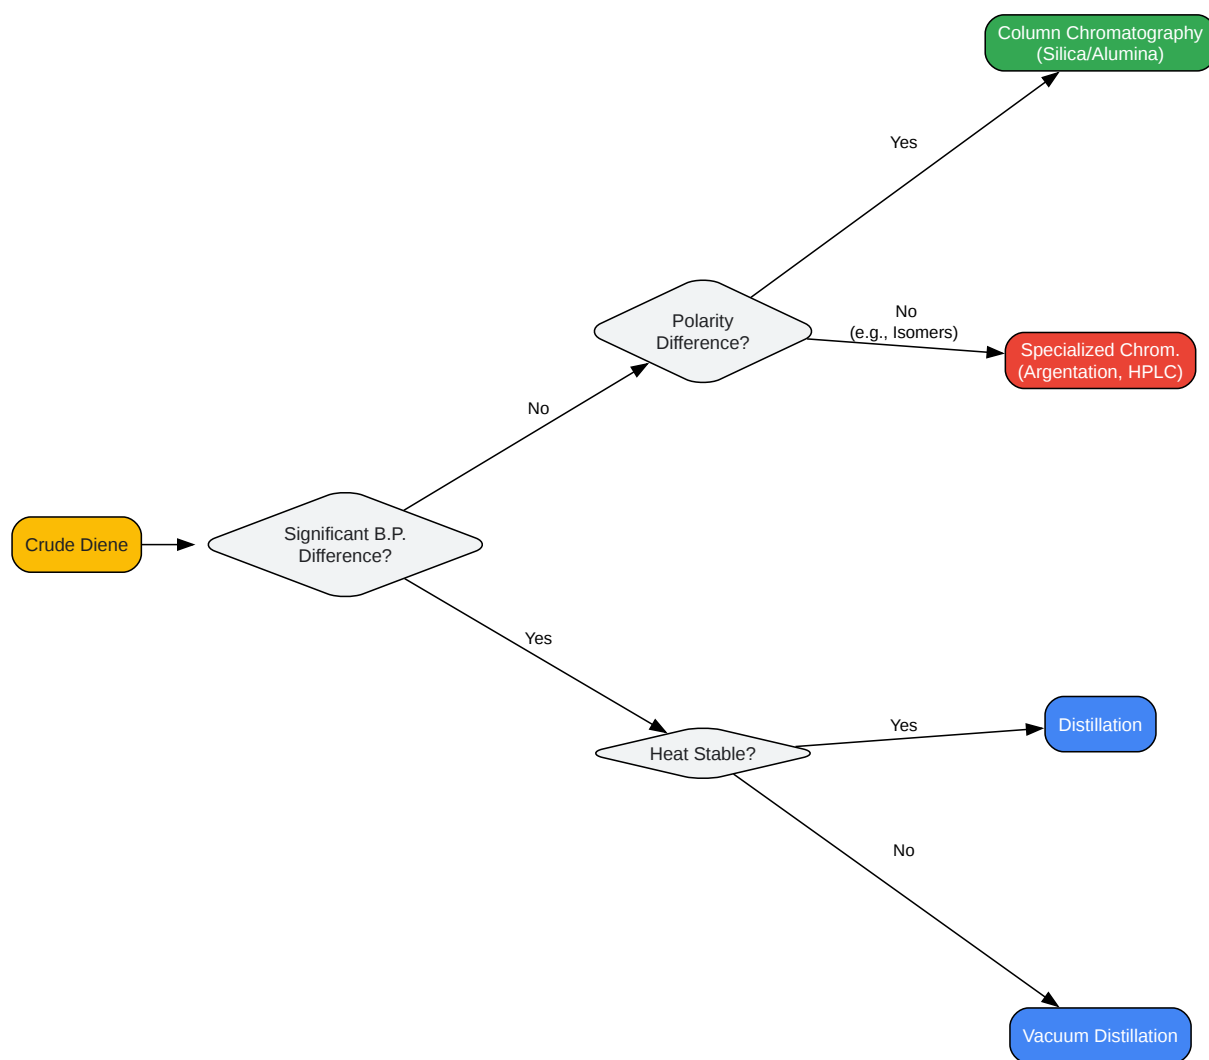 Column Chromatography
(Silica/Alumina)
Yes
No
(e.g., Isomers)
Polarity
Difference?
Specialized Chrom.
(Argentation, HPLC)
No
Crude Diene
Significant B.P.
Difference?
Yes
Heat Stable?
Yes
Distillation
No
Vacuum Distillation